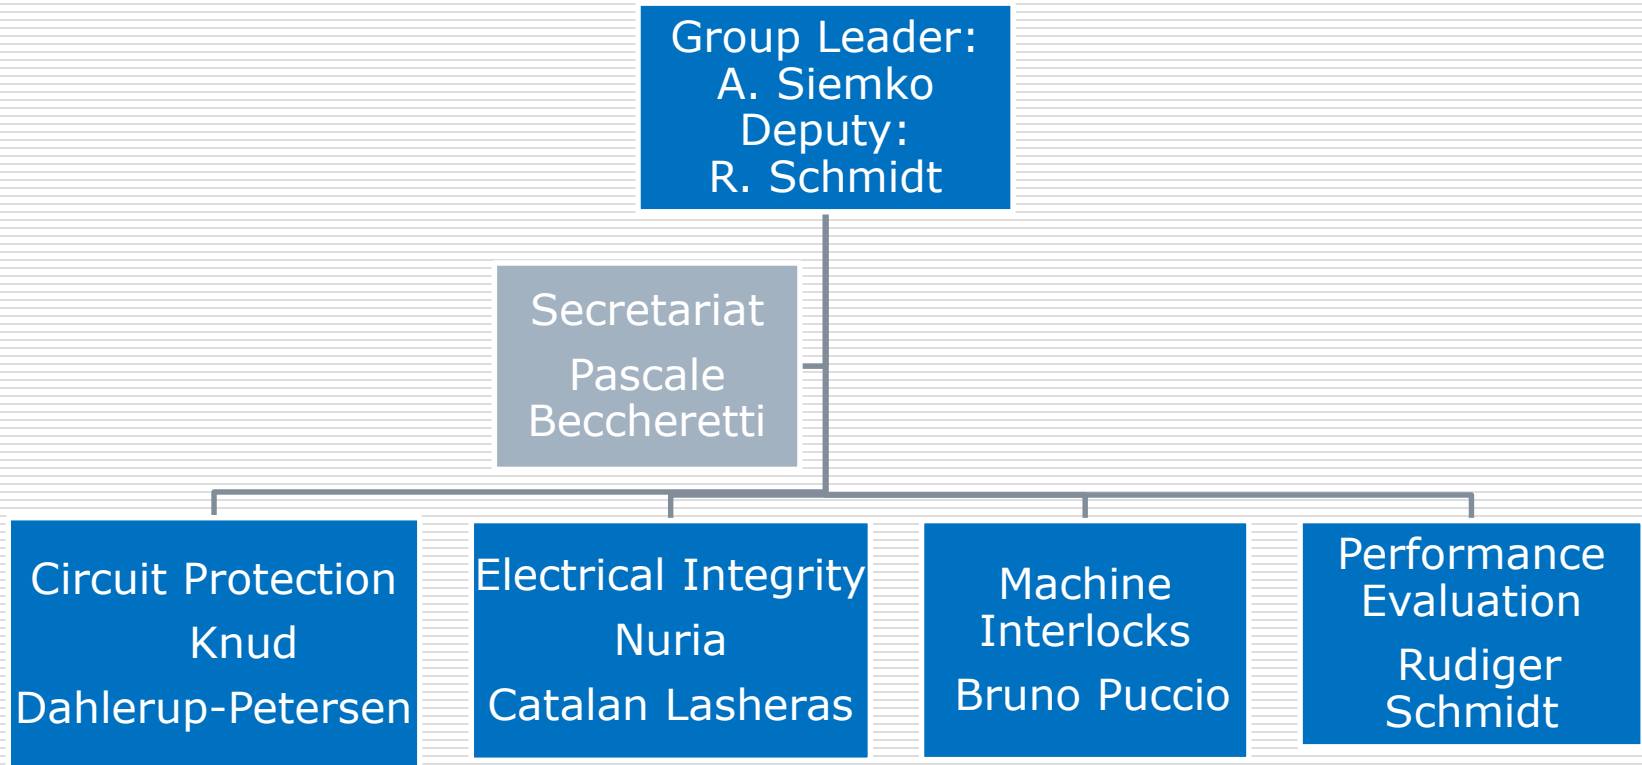 Group Leader:
A. Siemko
Deputy:
R. Schmidt
Secretariat
Pascale
Beccheretti
Circuit Protection
Knud
Dahlerup-Petersen
Electrical Integrity
Nuria
Catalan Lasheras
Machine
Interlocks
Bruno Puccio
Performance
Evaluation
Rudiger
Schmidt